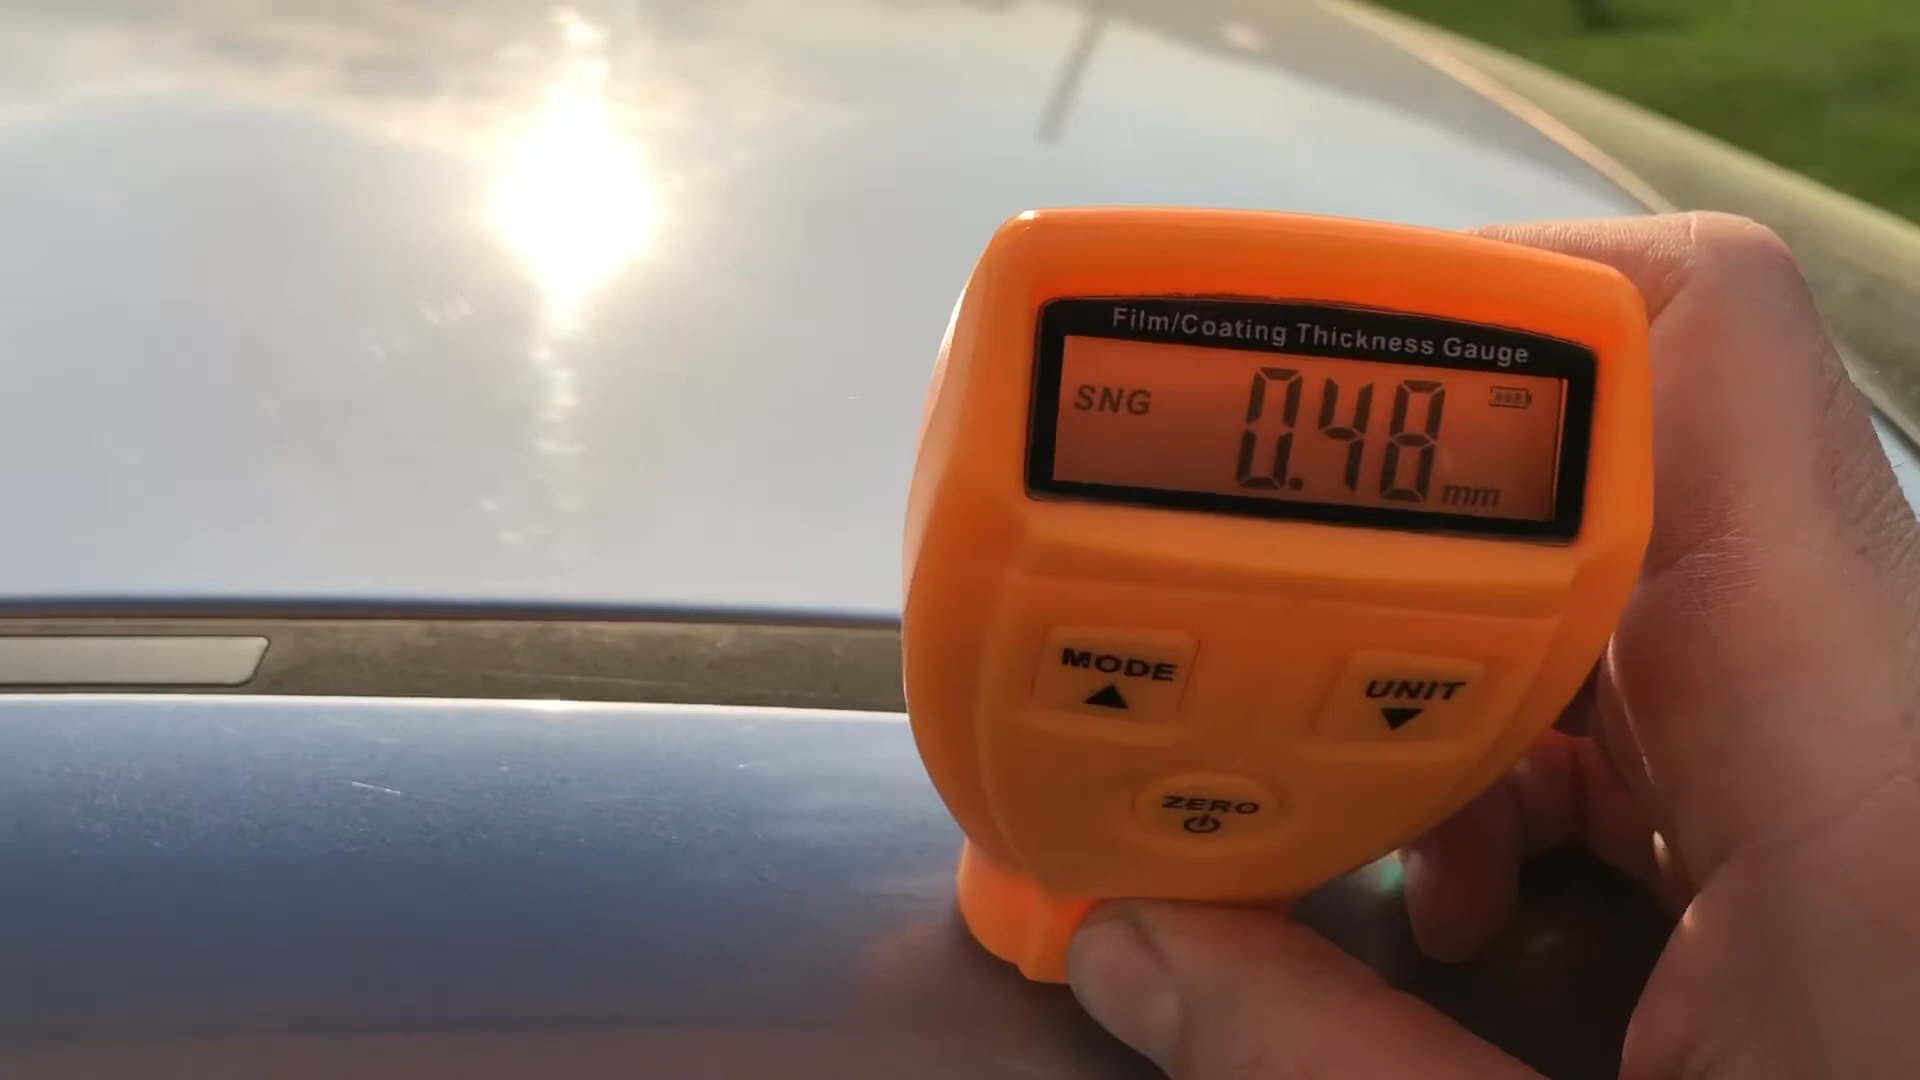 Film/Coating Thickness Gauge
SNG 0.48 mm
MODE
UNIT
ZERO